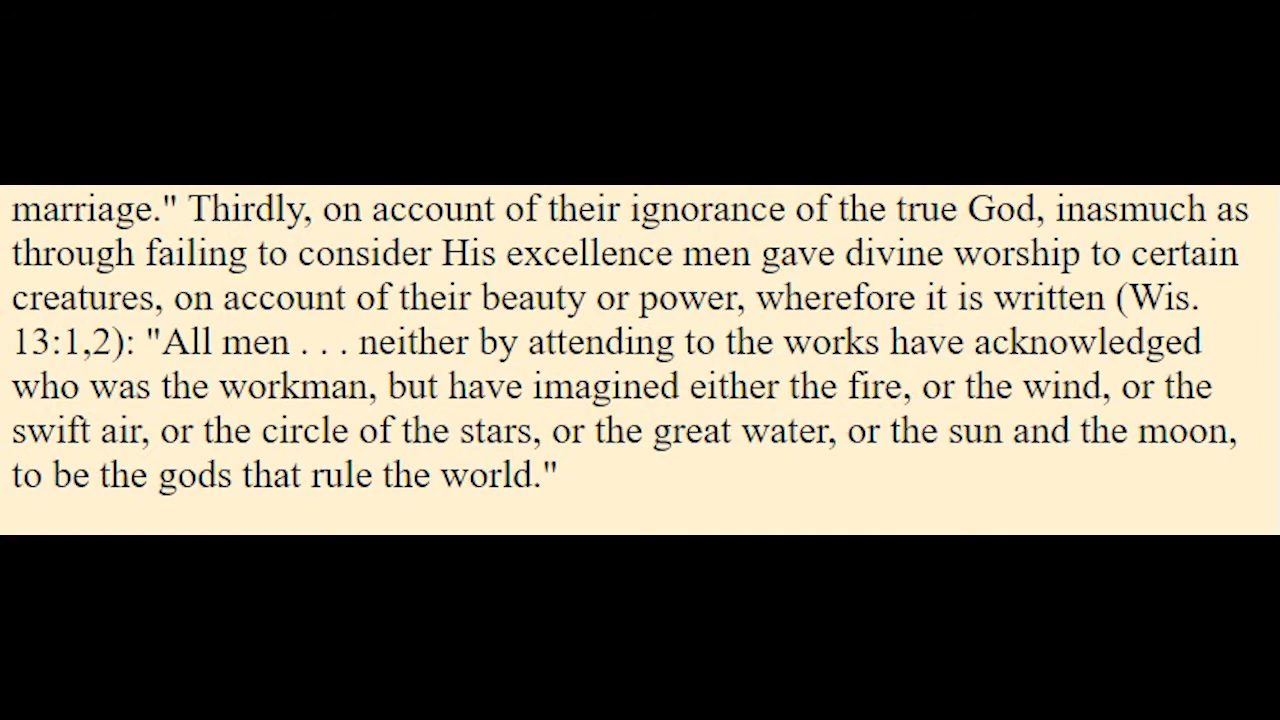 marriage." Thirdly, on account of their ignorance of the true God, inasmuch as
through failing to consider His excellence men gave divine worship to certain
creatures, on account of their beauty or power, wherefore it is written (Wis.
13:1,2): "All men . . . neither by attending to the works have acknowledged
who was the workman, but have imagined either the fire, or the wind, or the
swift air, or the circle of the stars, or the great water, or the sun and the moon,
to be the gods that rule the world."